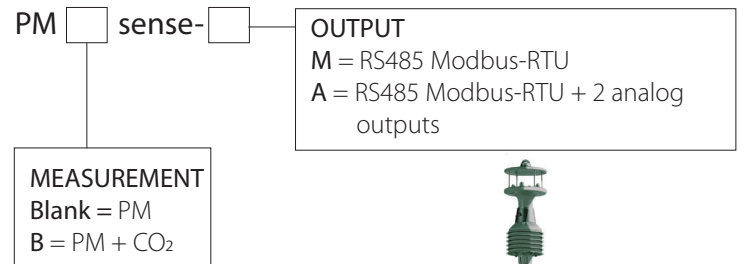 PM sense-
OUTPUT
M = RS485 Modbus-RTU
A = RS485 Modbus-RTU + 2 analog
outputs
MEASUREMENT
Blank = PM
B = PM + CO₂